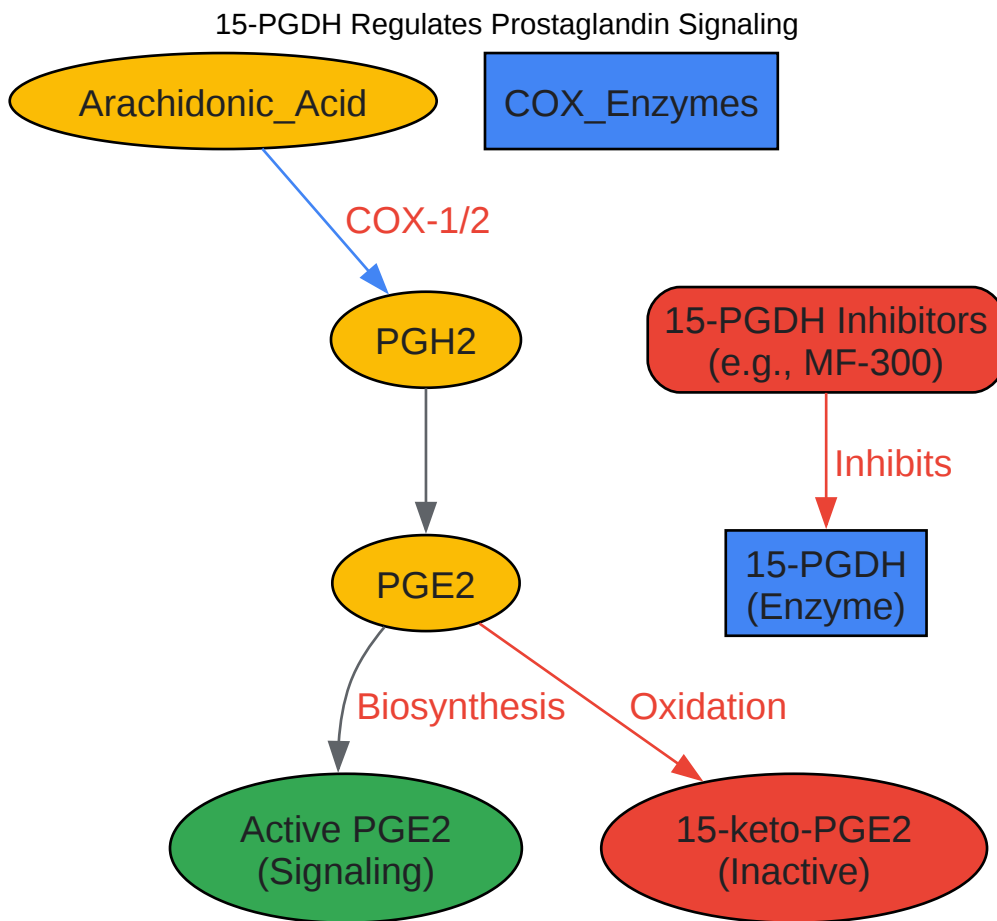 15-PGDH Regulates Prostaglandin Signaling
Arachidonic_Acid
COX_Enzymes
COX-1/2
PGH2
15-PGDH Inhibitors
(e.g., MF-300)
Inhibits
PGE2
15-PGDH
(Enzyme)
Biosynthesis
Oxidation
Active PGE2
(Signaling)
15-keto-PGE2
(Inactive)